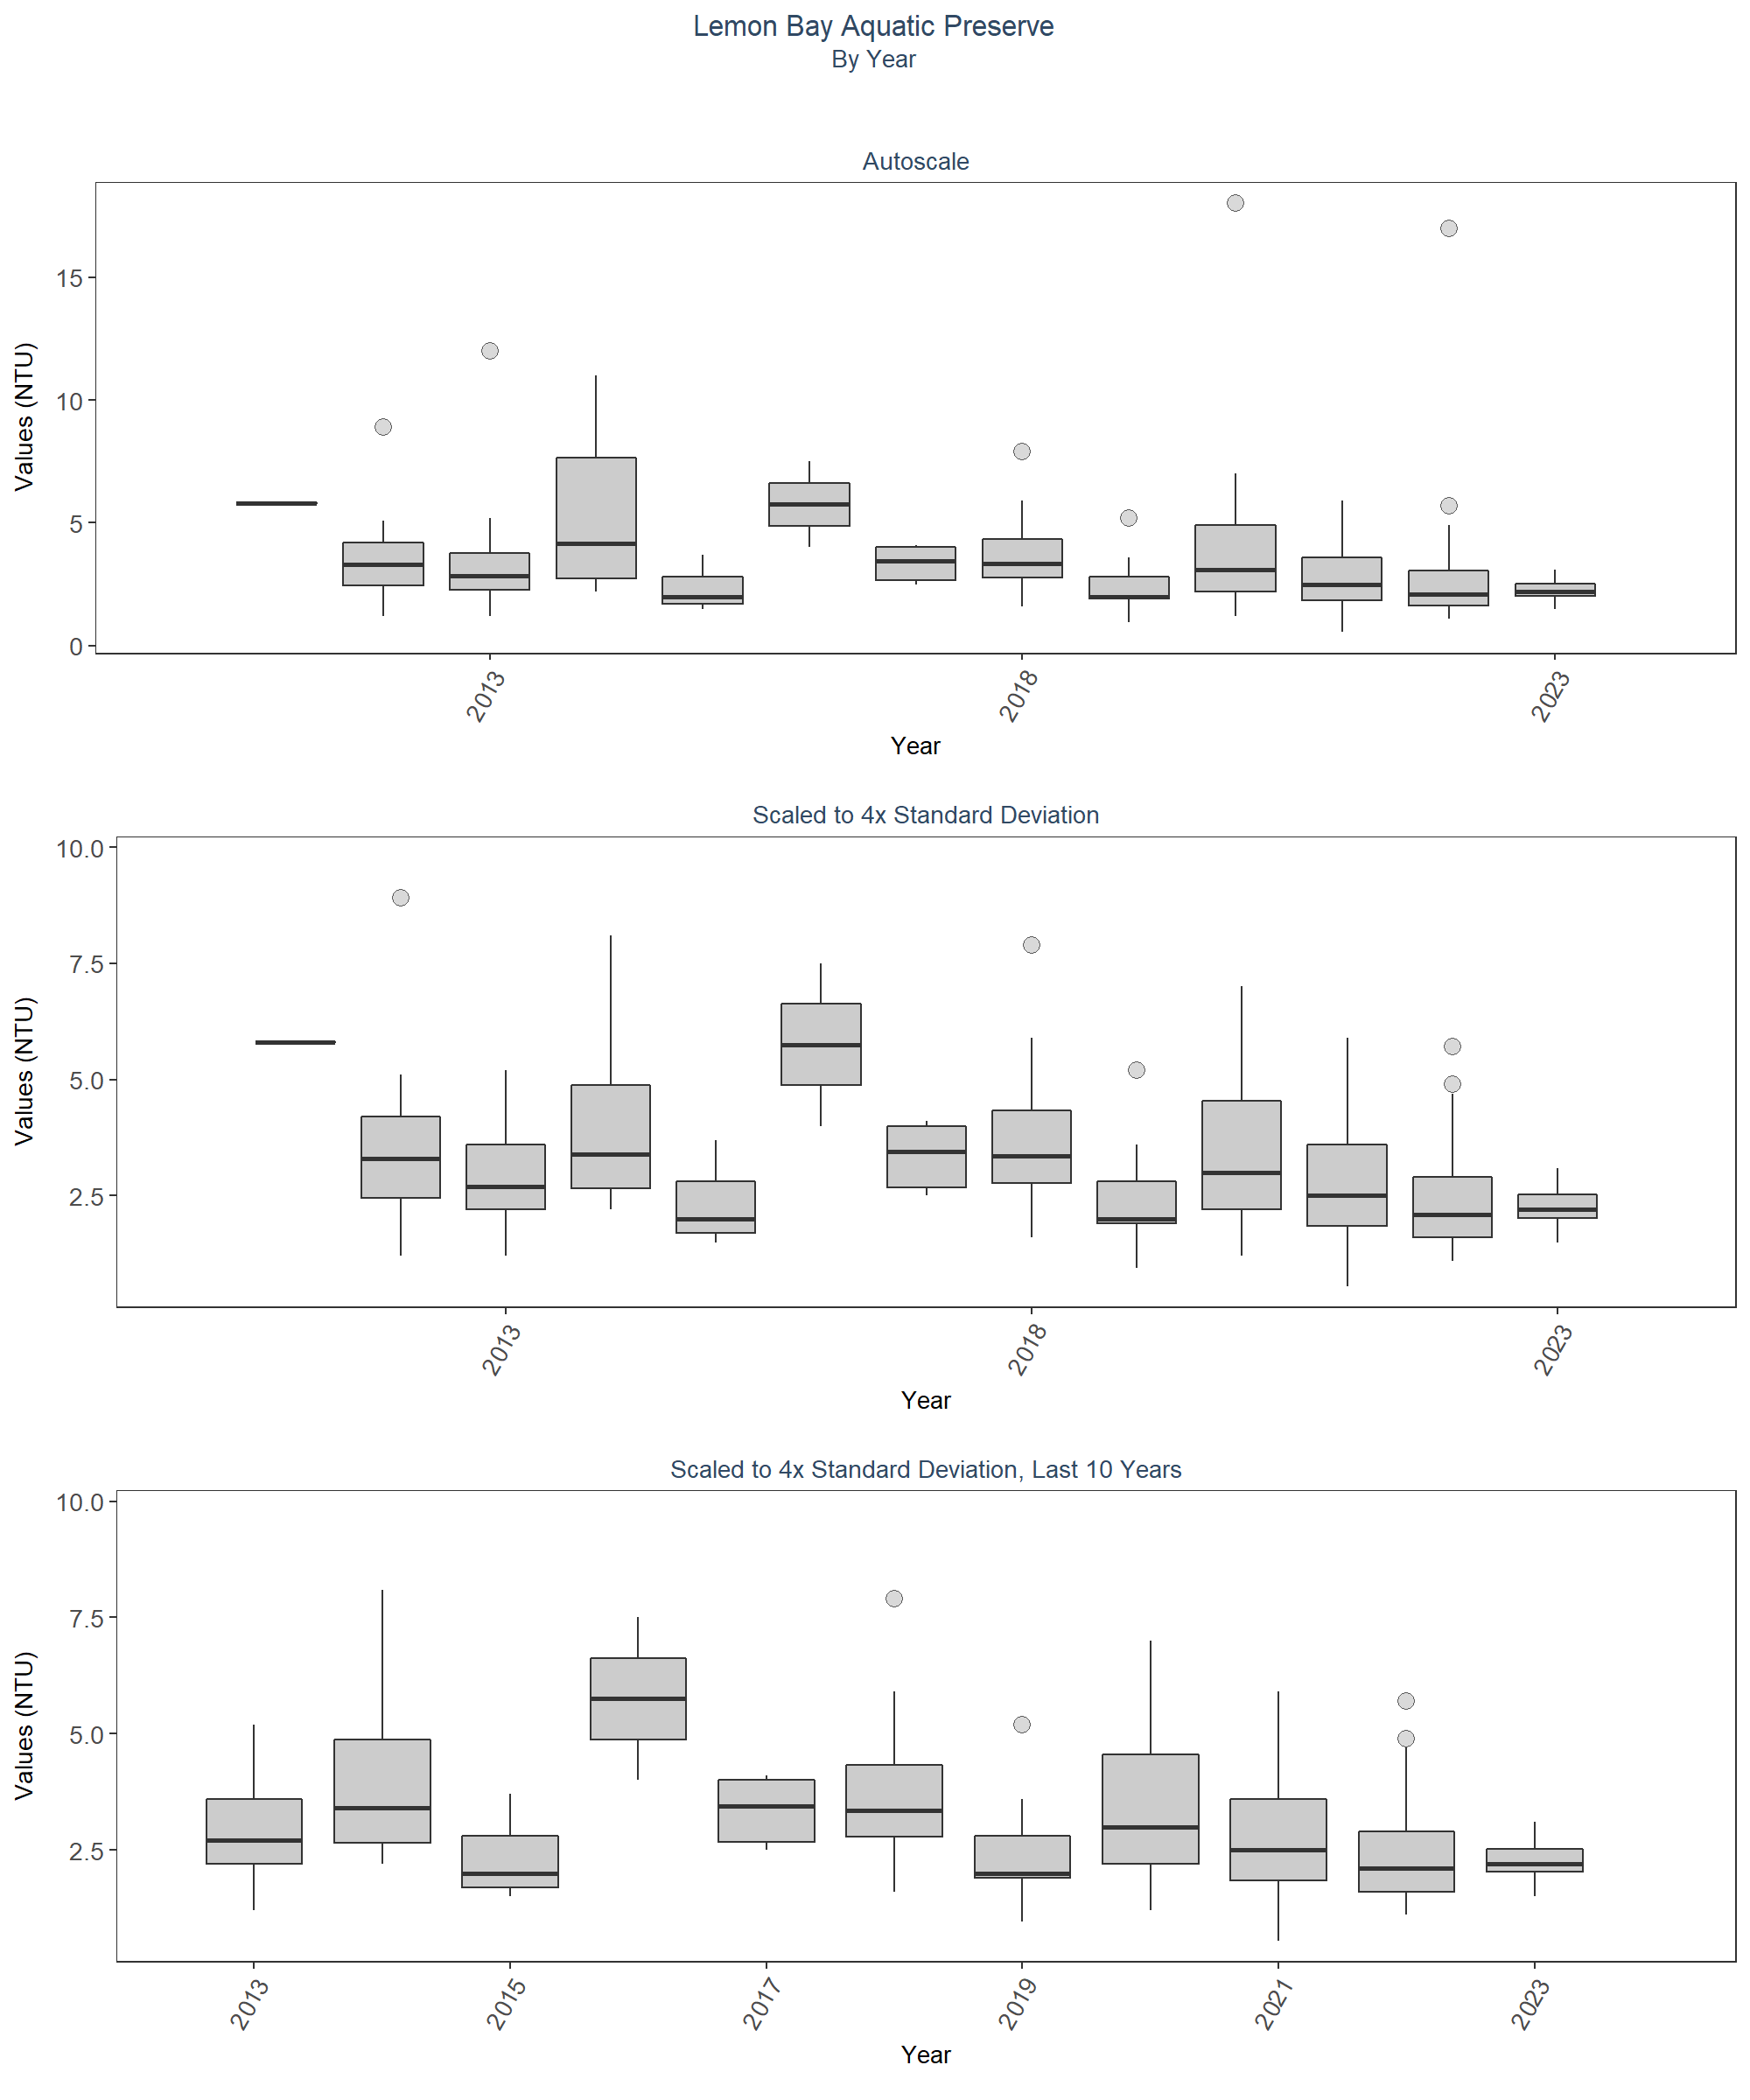 Lemon Bay Aquatic Preserve
By Year
Autoscale
Values (NTU)
15
10
5
0
2013
2018
2023
Year
Scaled to 4x Standard Deviation
Values (NTU)
10.0
7.5
5.0
2.5
2013
2018
2023
Year
Scaled to 4x Standard Deviation, Last 10 Years
Values (NTU)
10.0
7.5
5.0
2.5
2013
2015
2017
2019
2021
2023
Year